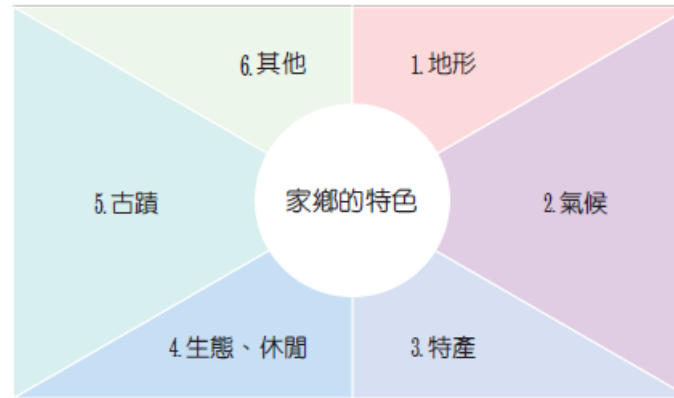 家鄉的特色
1.地形
2.氣候
3.特產
4.生態、休閒
5.古蹟
6.其他